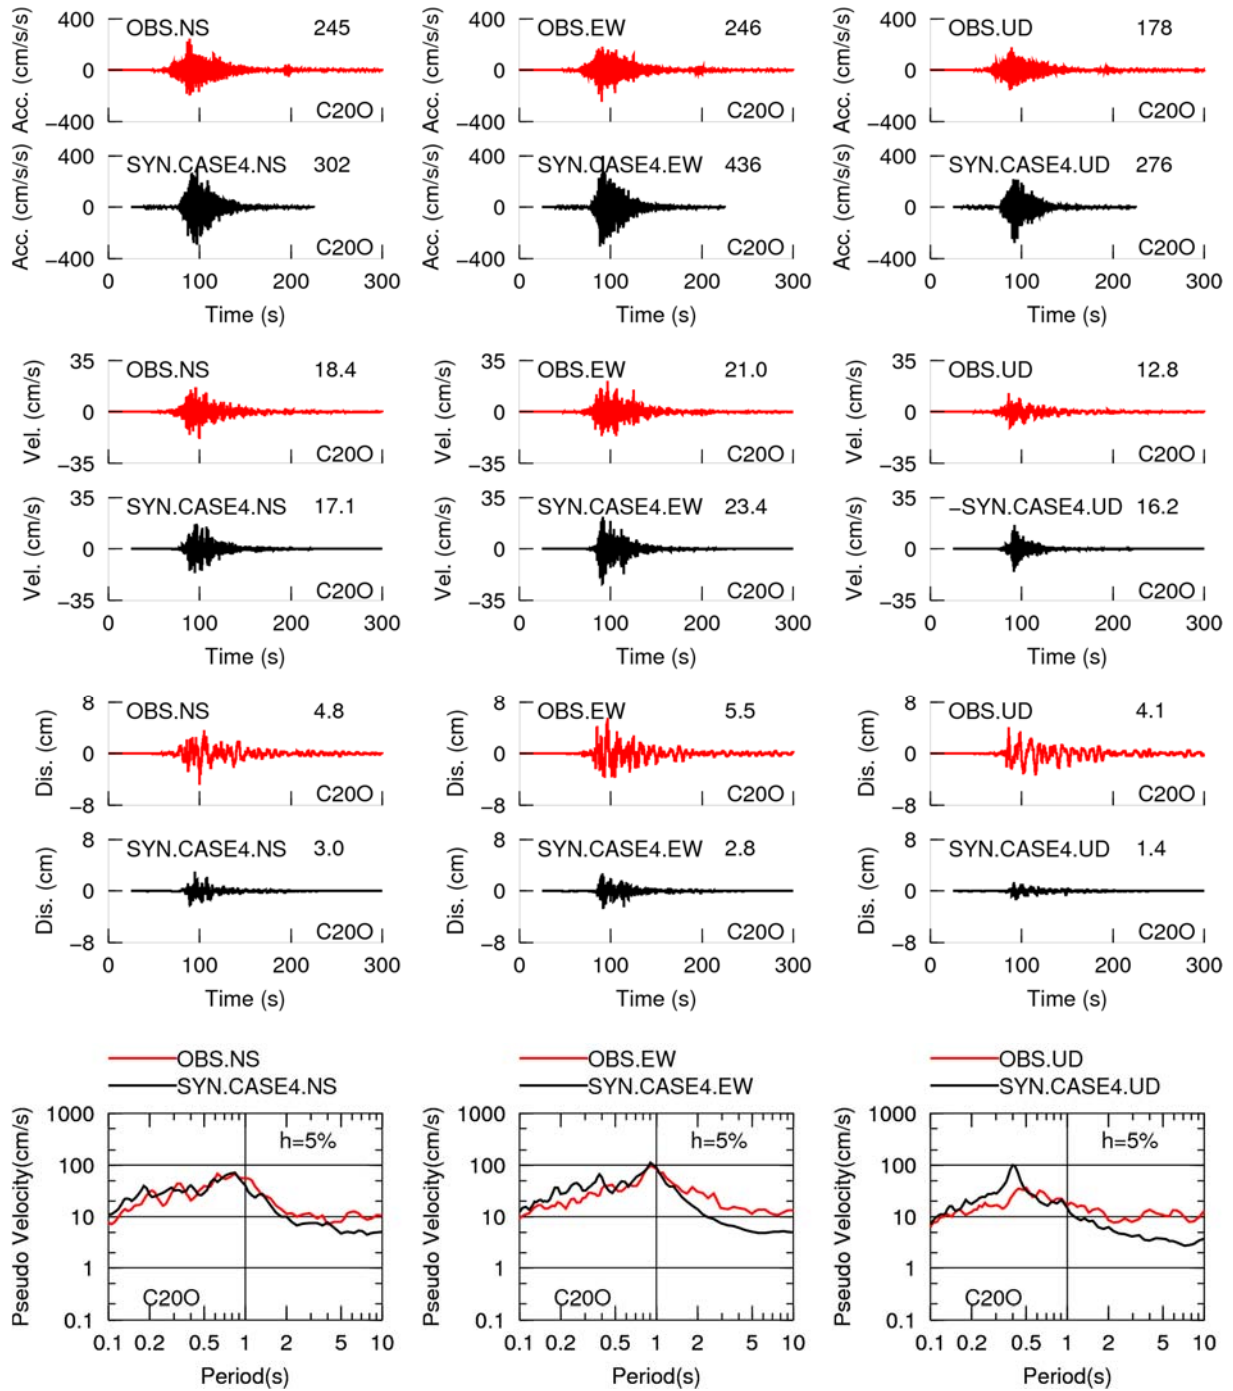 400 OBS.NS 245
Acc. (cm/s/s) 0
−400 C20O
400 OBS.EW 246
Acc. (cm/s/s) 0
−400 C20O
400 OBS.UD 178
Acc. (cm/s/s) 0
−400 C20O
400 SYN.CASE4.NS 302
Acc. (cm/s/s) 0
−400 C20O
0 100 200 300
Time (s)
400 SYN.CASE4.EW 436
Acc. (cm/s/s) 0
−400 C20O
0 100 200 300
Time (s)
400 SYN.CASE4.UD 276
Acc. (cm/s/s) 0
−400 C20O
0 100 200 300
Time (s)
35 OBS.NS 18.4
Vel. (cm/s) 0
−35 C20O
35 OBS.EW 21.0
Vel. (cm/s) 0
−35 C20O
35 OBS.UD 12.8
Vel. (cm/s) 0
−35 C20O
35 SYN.CASE4.NS 17.1
Vel. (cm/s) 0
−35 C20O
0 100 200 300
Time (s)
35 SYN.CASE4.EW 23.4
Vel. (cm/s) 0
−35 C20O
0 100 200 300
Time (s)
35 −SYN.CASE4.UD 16.2
Vel. (cm/s) 0
−35 C20O
0 100 200 300
Time (s)
8 OBS.NS 4.8
Dis. (cm) 0
−8 C20O
8 OBS.EW 5.5
Dis. (cm) 0
−8 C20O
8 OBS.UD 4.1
Dis. (cm) 0
−8 C20O
8 SYN.CASE4.NS 3.0
Dis. (cm) 0
−8 C20O
0 100 200 300
Time (s)
8 SYN.CASE4.EW 2.8
Dis. (cm) 0
−8 C20O
0 100 200 300
Time (s)
8 SYN.CASE4.UD 1.4
Dis. (cm) 0
−8 C20O
0 100 200 300
Time (s)
OBS.NS
SYN.CASE4.NS
Pseudo Velocity(cm/s)
1000
h=5%
100
10
1
C20O
0.1
0.1 0.2 0.5 1 2 5 10
Period(s)
OBS.EW
SYN.CASE4.EW
Pseudo Velocity(cm/s)
1000
h=5%
100
10
1
C20O
0.1
0.1 0.2 0.5 1 2 5 10
Period(s)
OBS.UD
SYN.CASE4.UD
Pseudo Velocity(cm/s)
1000
h=5%
100
10
1
C20O
0.1
0.1 0.2 0.5 1 2 5 10
Period(s)